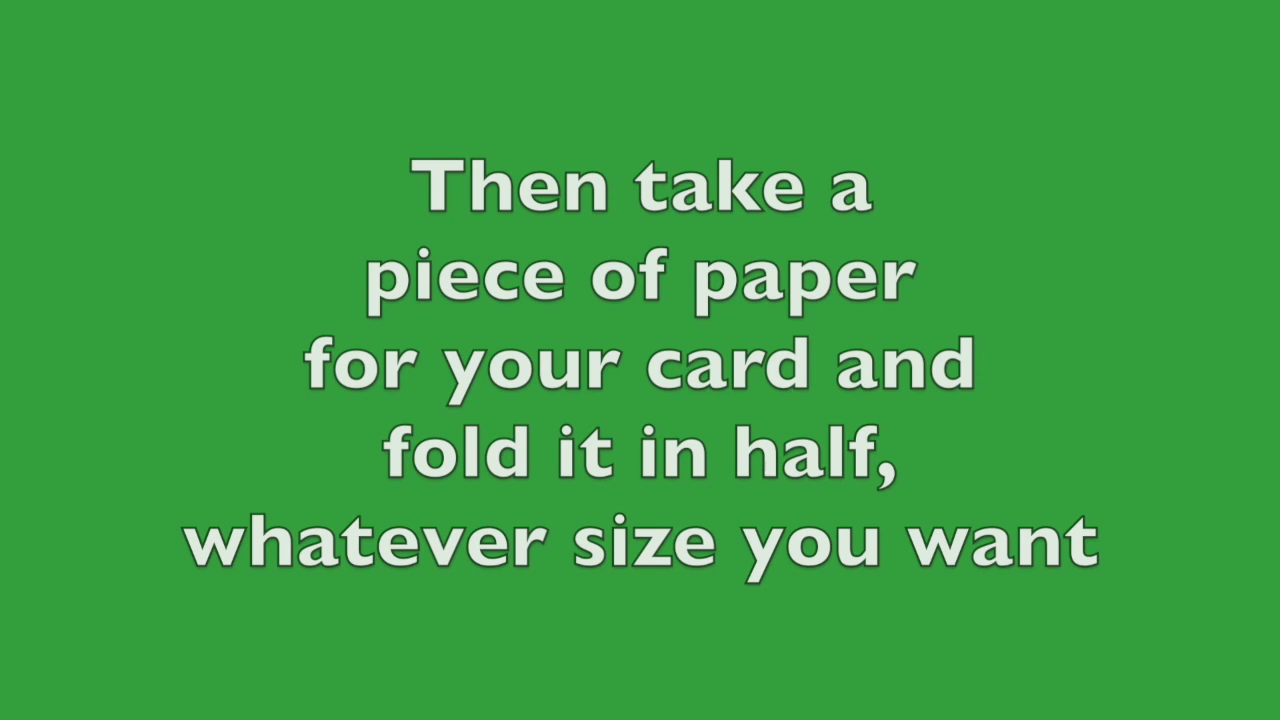 Then take a
piece of paper
for your card and
fold it in half,
whatever size you want